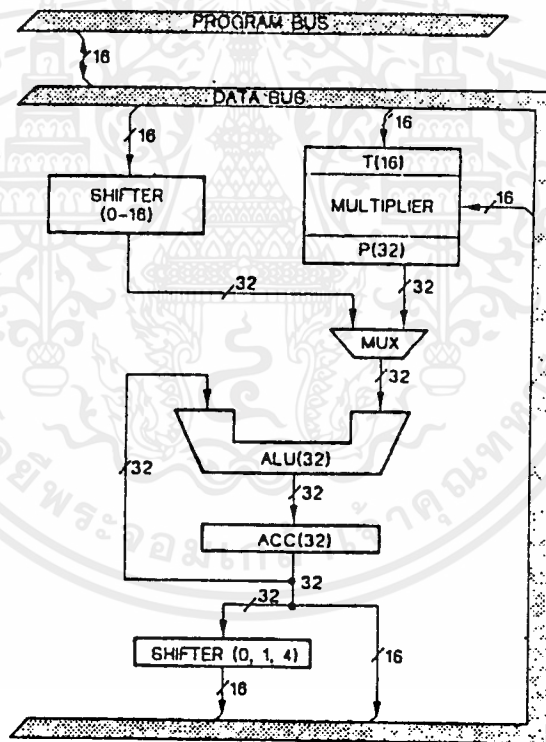 PROGRAM BUS
16
DATA BUS
16
16
SHIFTER
(0-16)
T(16)
MULTIPLIER
P(32)
16
32
32
MUX
32
ALU(32)
32
32
ACC(32)
32
32
SHIFTER (0, 1, 4)
16
16